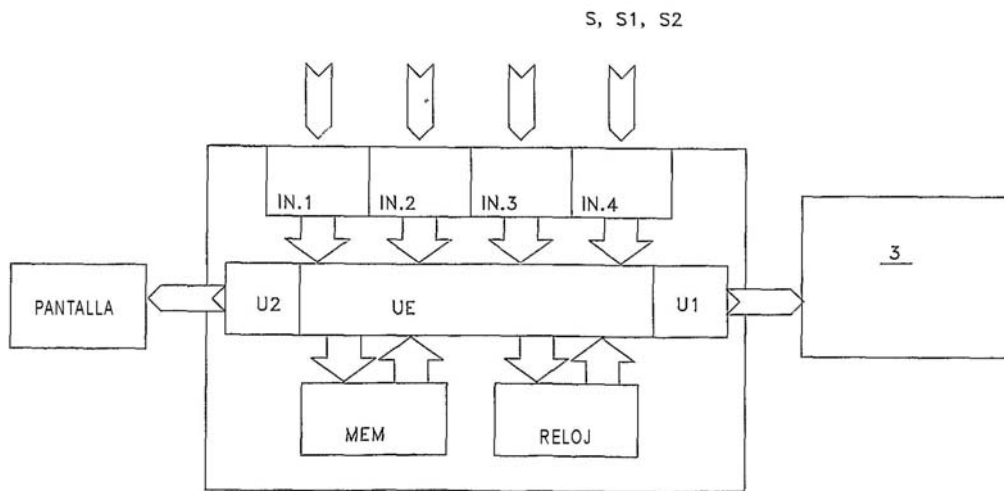 S, S1, S2
IN.1
IN.2
IN.3
IN.4
3
PANTALLA
U2
UE
U1
MEM
RELOJ